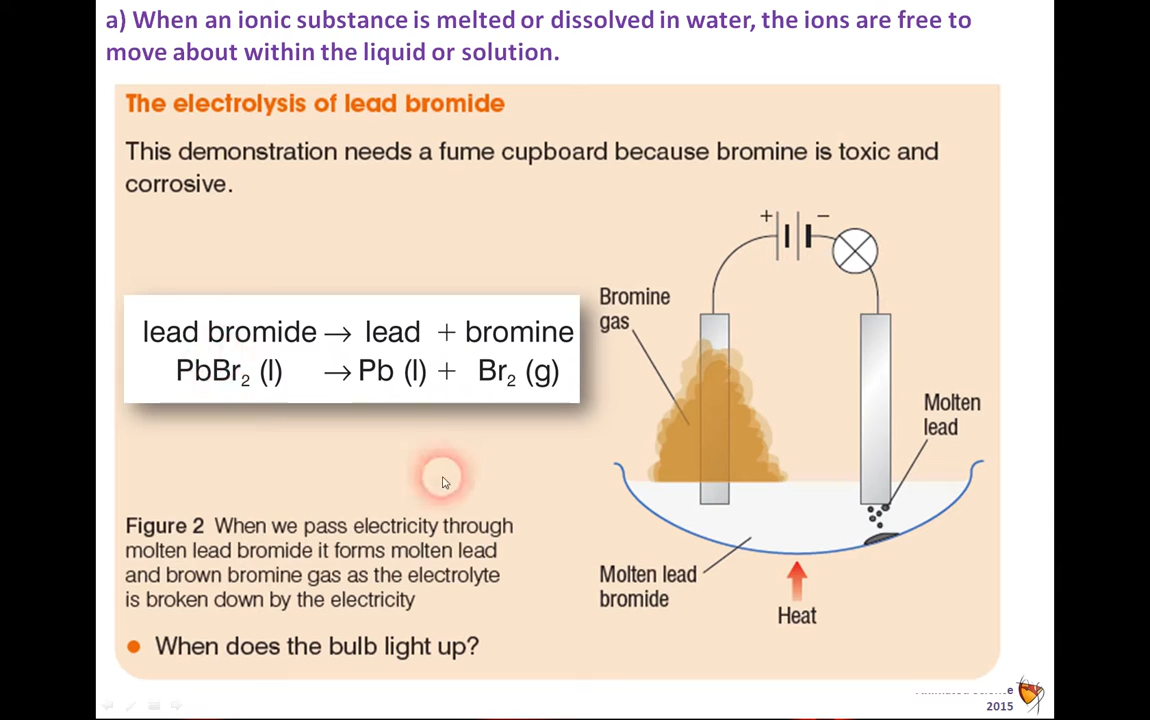 a) When an ionic substance is melted or dissolved in water, the ions are free to
move about within the liquid or solution.
The electrolysis of lead bromide
This demonstration needs a fume cupboard because bromine is toxic and
corrosive.
+ −
Bromine
gas
lead bromide → lead + bromine
PbBr₂ (l) → Pb (l) + Br₂ (g)
Molten
lead
Figure 2 When we pass electricity through
molten lead bromide it forms molten lead
and brown bromine gas as the electrolyte
is broken down by the electricity
Molten lead
bromide
Heat
• When does the bulb light up?
2015